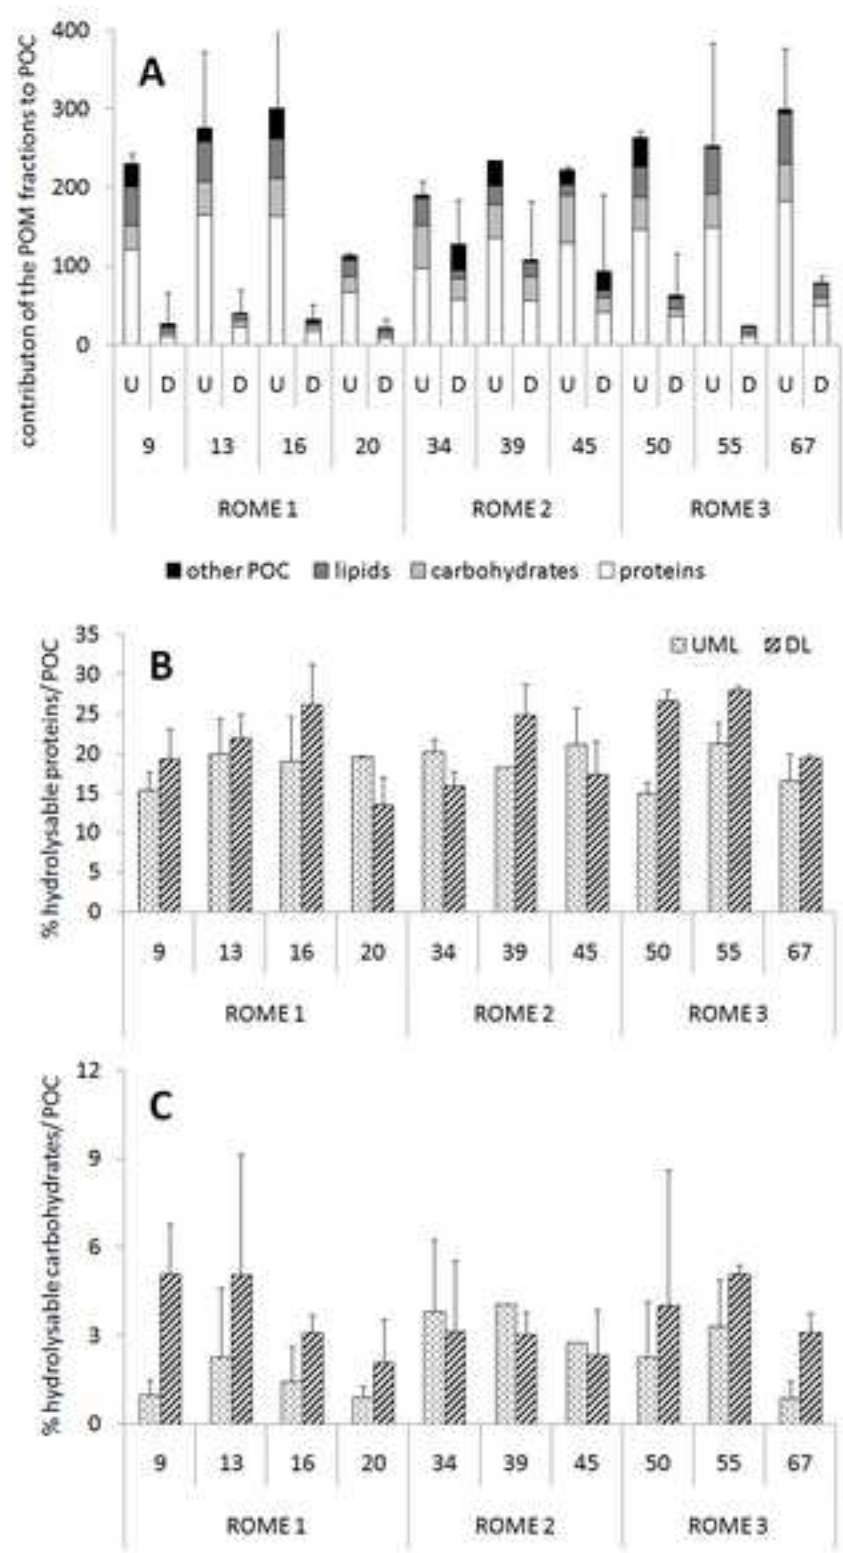 contributon of the POM fractions to POC
A
400
300
200
100
0
U D U D U D U D U D U D U D U D U D U D
9 13 16 20 34 39 45 50 55 67
ROME 1 ROME 2 ROME 3
other POC lipids carbohydrates proteins
% hydrolysable proteins/ POC
B
UML DL
35
30
25
20
15
10
5
0
9 13 16 20 34 39 45 50 55 67
ROME 1 ROME 2 ROME 3
% hydrolysable carbohydrates/ POC
C
12
9
6
3
0
9 13 16 20 34 39 45 50 55 67
ROME 1 ROME 2 ROME 3